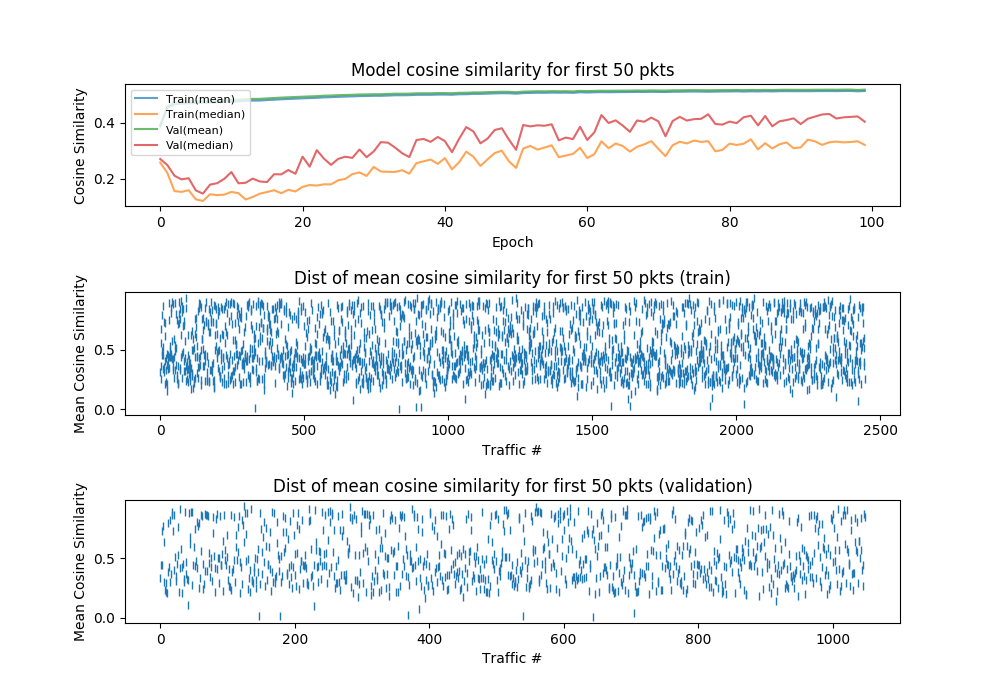 Model cosine similarity for first 50 pkts
Cosine Similarity
0.4
0.2
Train(mean)
Train(median)
Val(mean)
Val(median)
0 20 40 60 80 100
Epoch
Dist of mean cosine similarity for first 50 pkts (train)
Mean Cosine Similarity
0.5
0.0
0 500 1000 1500 2000 2500
Traffic #
Dist of mean cosine similarity for first 50 pkts (validation)
Mean Cosine Similarity
0.5
0.0
0 200 400 600 800 1000
Traffic #